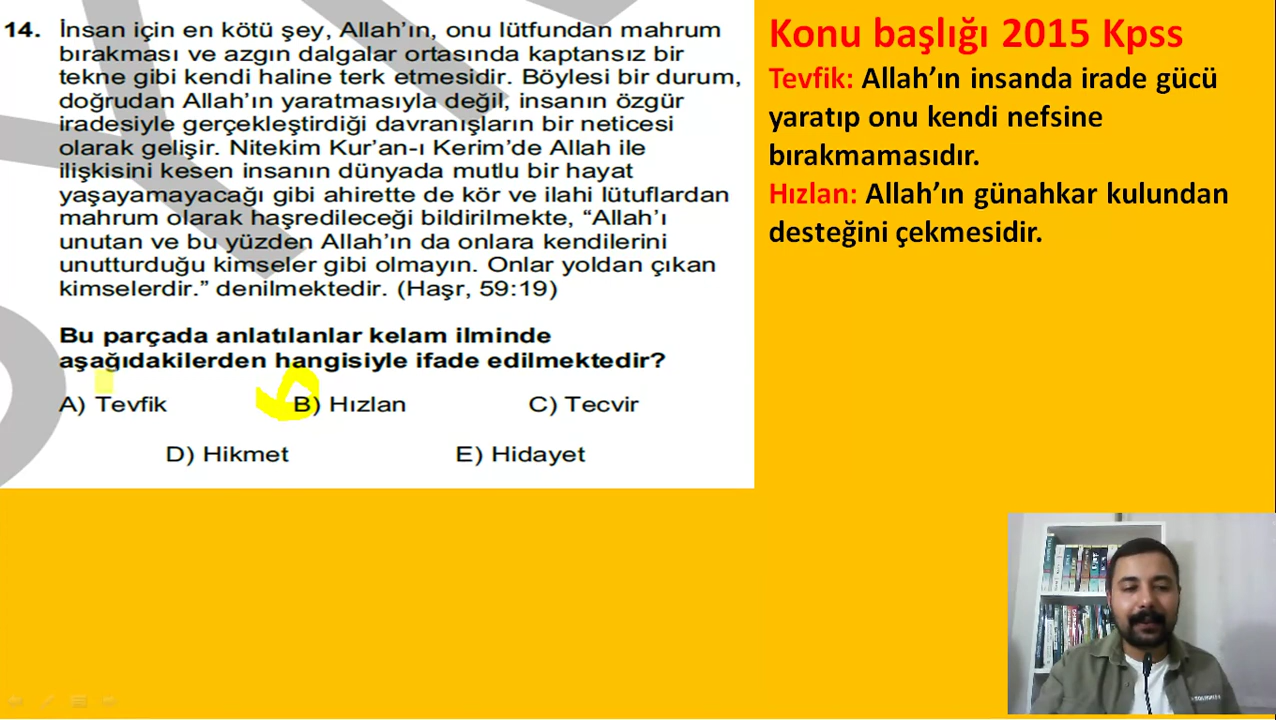 14. İnsan için en kötü şey, Allah’ın, onu lütfundan mahrum
bırakması ve azgın dalgalar ortasında kaptansız bir
tekne gibi kendi haline terk etmesidir. Böylesi bir durum,
doğrudan Allah’ın yaratmasıyla değil, insanın özgür
iradesiyle gerçekleştirdiği davranışların bir neticesi
olarak gelişir. Nitekim Kur’an-ı Kerim’de Allah ile
ilişkisini kesen insanın dünyada mutlu bir hayat
yaşayamayacağı gibi ahirette de kör ve ilahi lütuflardan
mahrum olarak haşredileceği bildirilmekte, “Allah’ı
unutan ve bu yüzden Allah’ın da onlara kendilerini
unutturduğu kimseler gibi olmayın. Onlar yoldan çıkan
kimselerdir.” denilmektedir. (Haşr, 59:19)
Bu parçada anlatılanlar kelam ilminde
aşağıdakilerden hangisiyle ifade edilmektedir?
A) Tevfik B) Hızlan C) Tecvir
D) Hikmet E) Hidayet
Konu başlığı 2015 Kpss
Tevfik: Allah’ın insanda irade gücü
yaratıp onu kendi nefsine
bırakmamasıdır.
Hızlan: Allah’ın günahkar kulundan
desteğini çekmesidir.